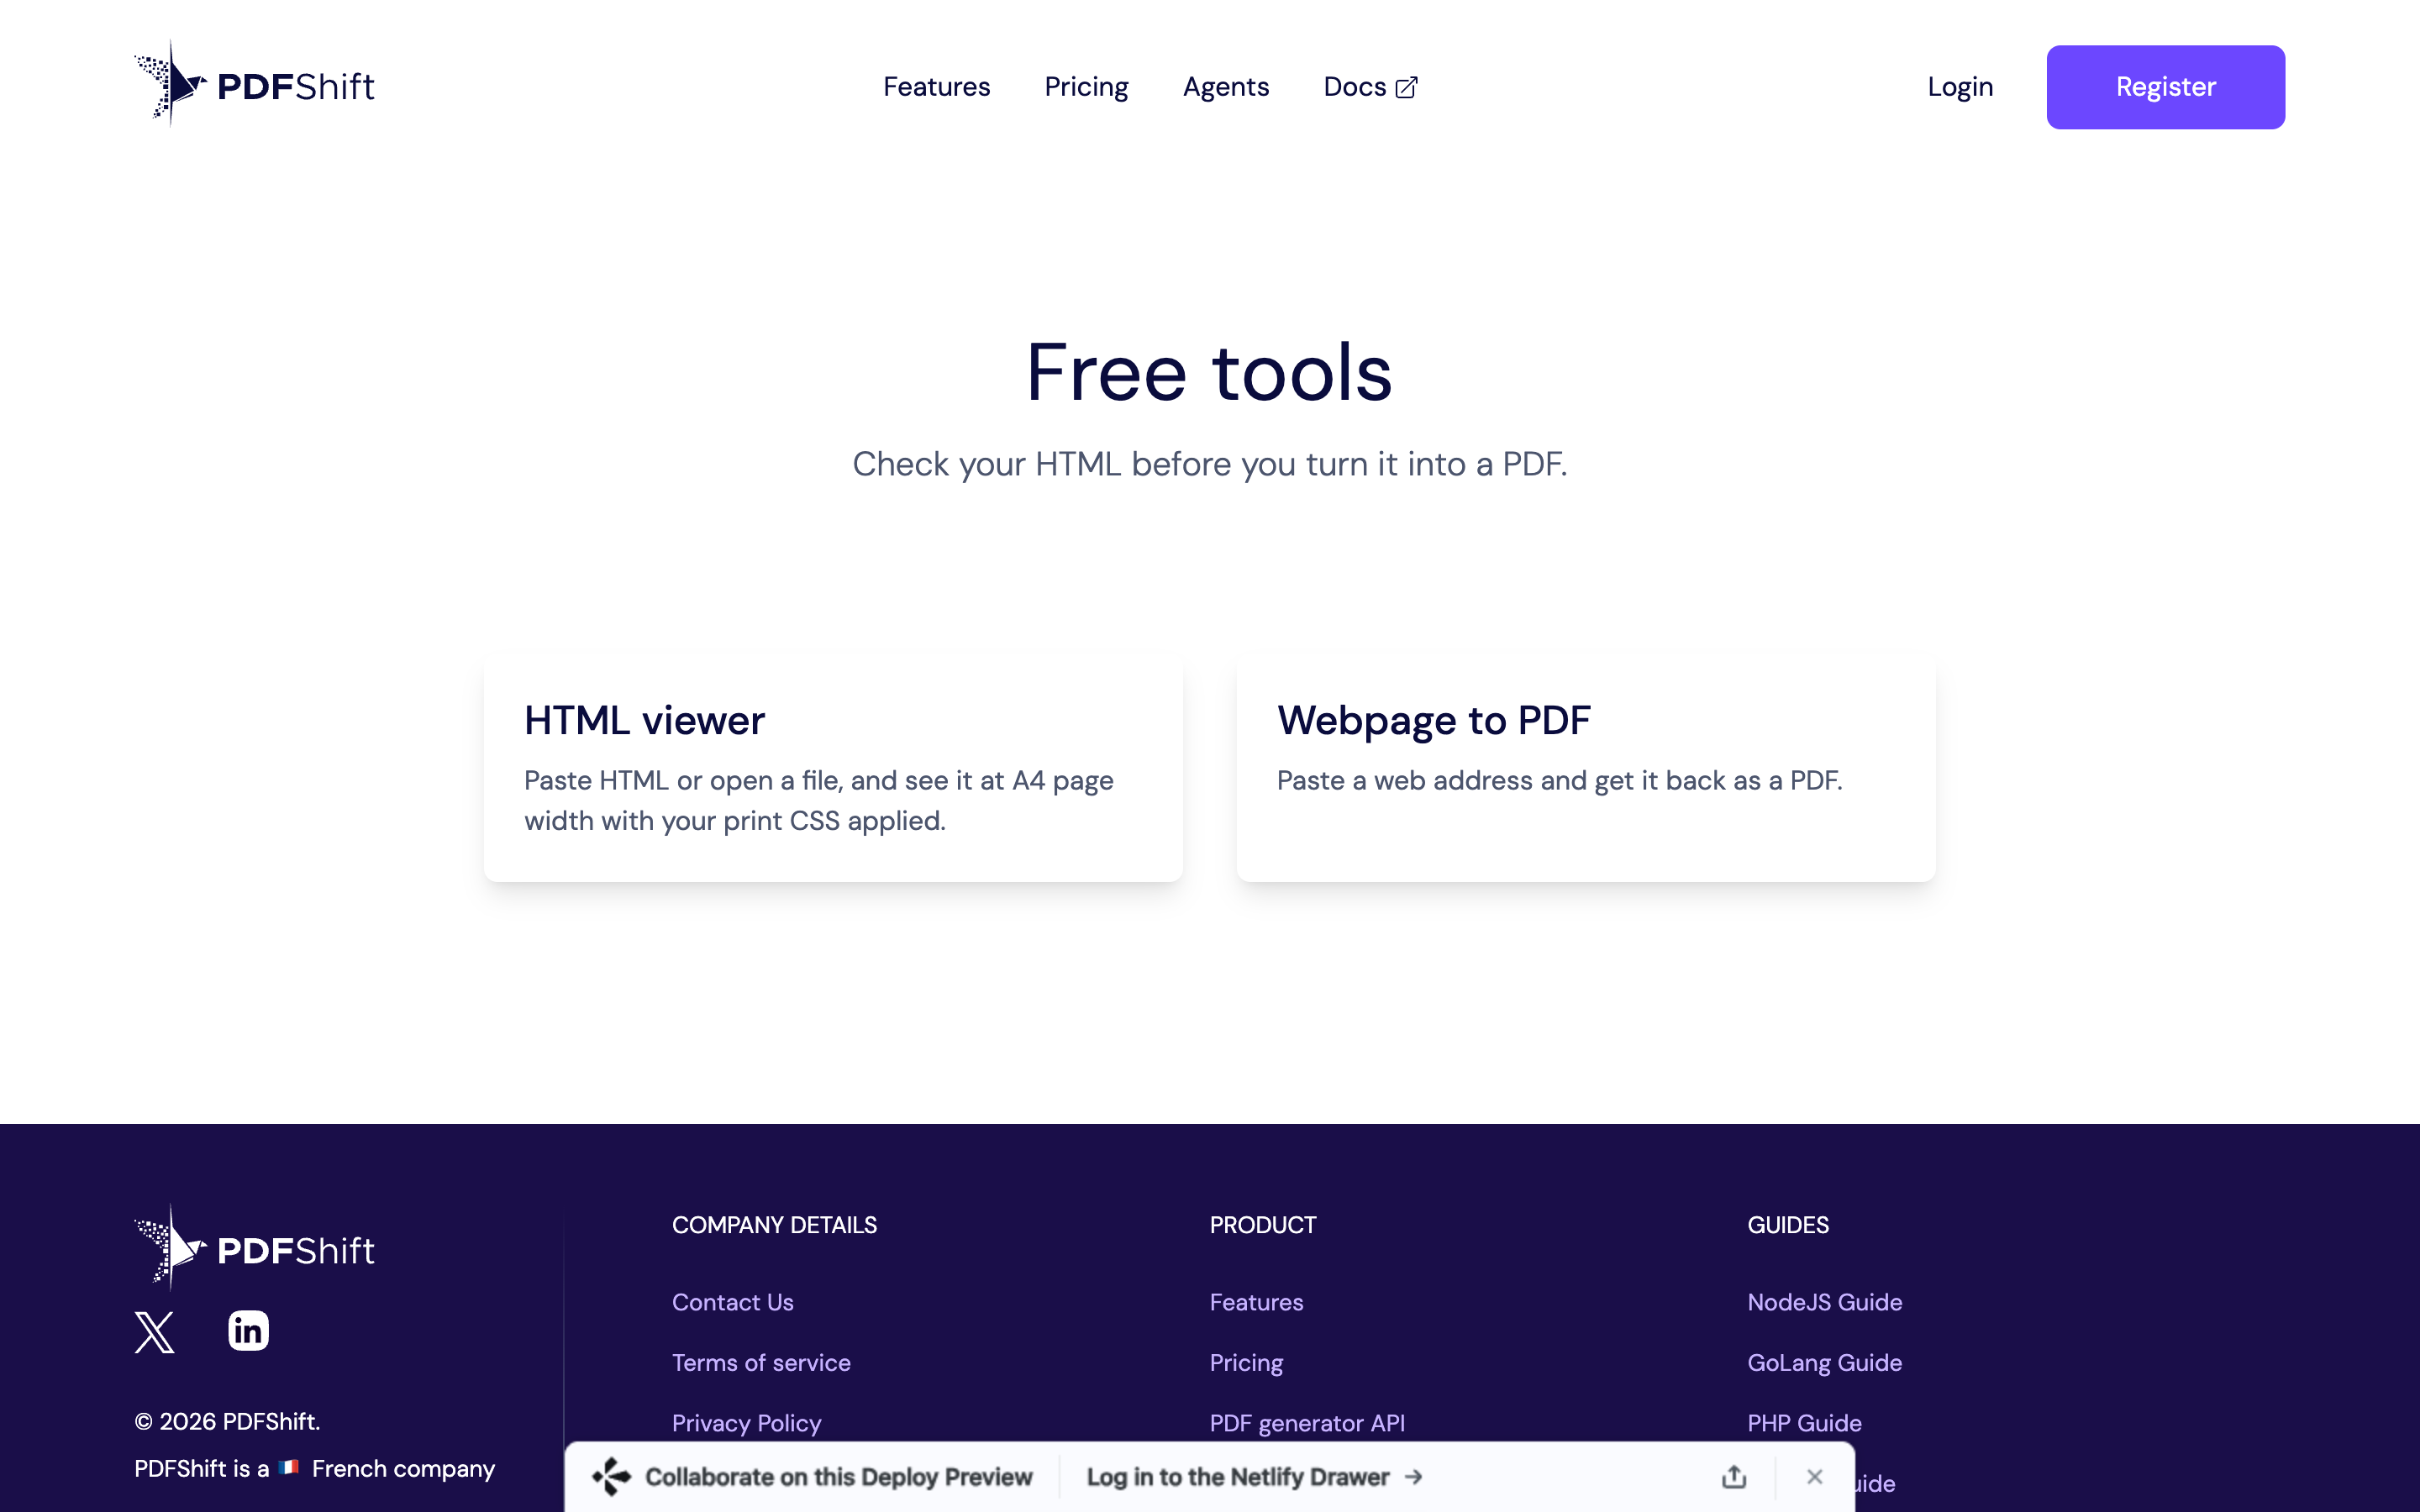 PDFShift
Features
Pricing
Agents
Docs
Login
Register
Free tools
Check your HTML before you turn it into a PDF.
HTML viewer
Paste HTML or open a file, and see it at A4 page
width with your print CSS applied.
Webpage to PDF
Paste a web address and get it back as a PDF.
PDFShift
© 2026 PDFShift.
PDFShift is a 🇫🇷 French company
COMPANY DETAILS
Contact Us
Terms of service
Privacy Policy
PRODUCT
Features
Pricing
PDF generator API
GUIDES
NodeJS Guide
GoLang Guide
PHP Guide
Collaborate on this Deploy Preview
Log in to the Netlify Drawer →